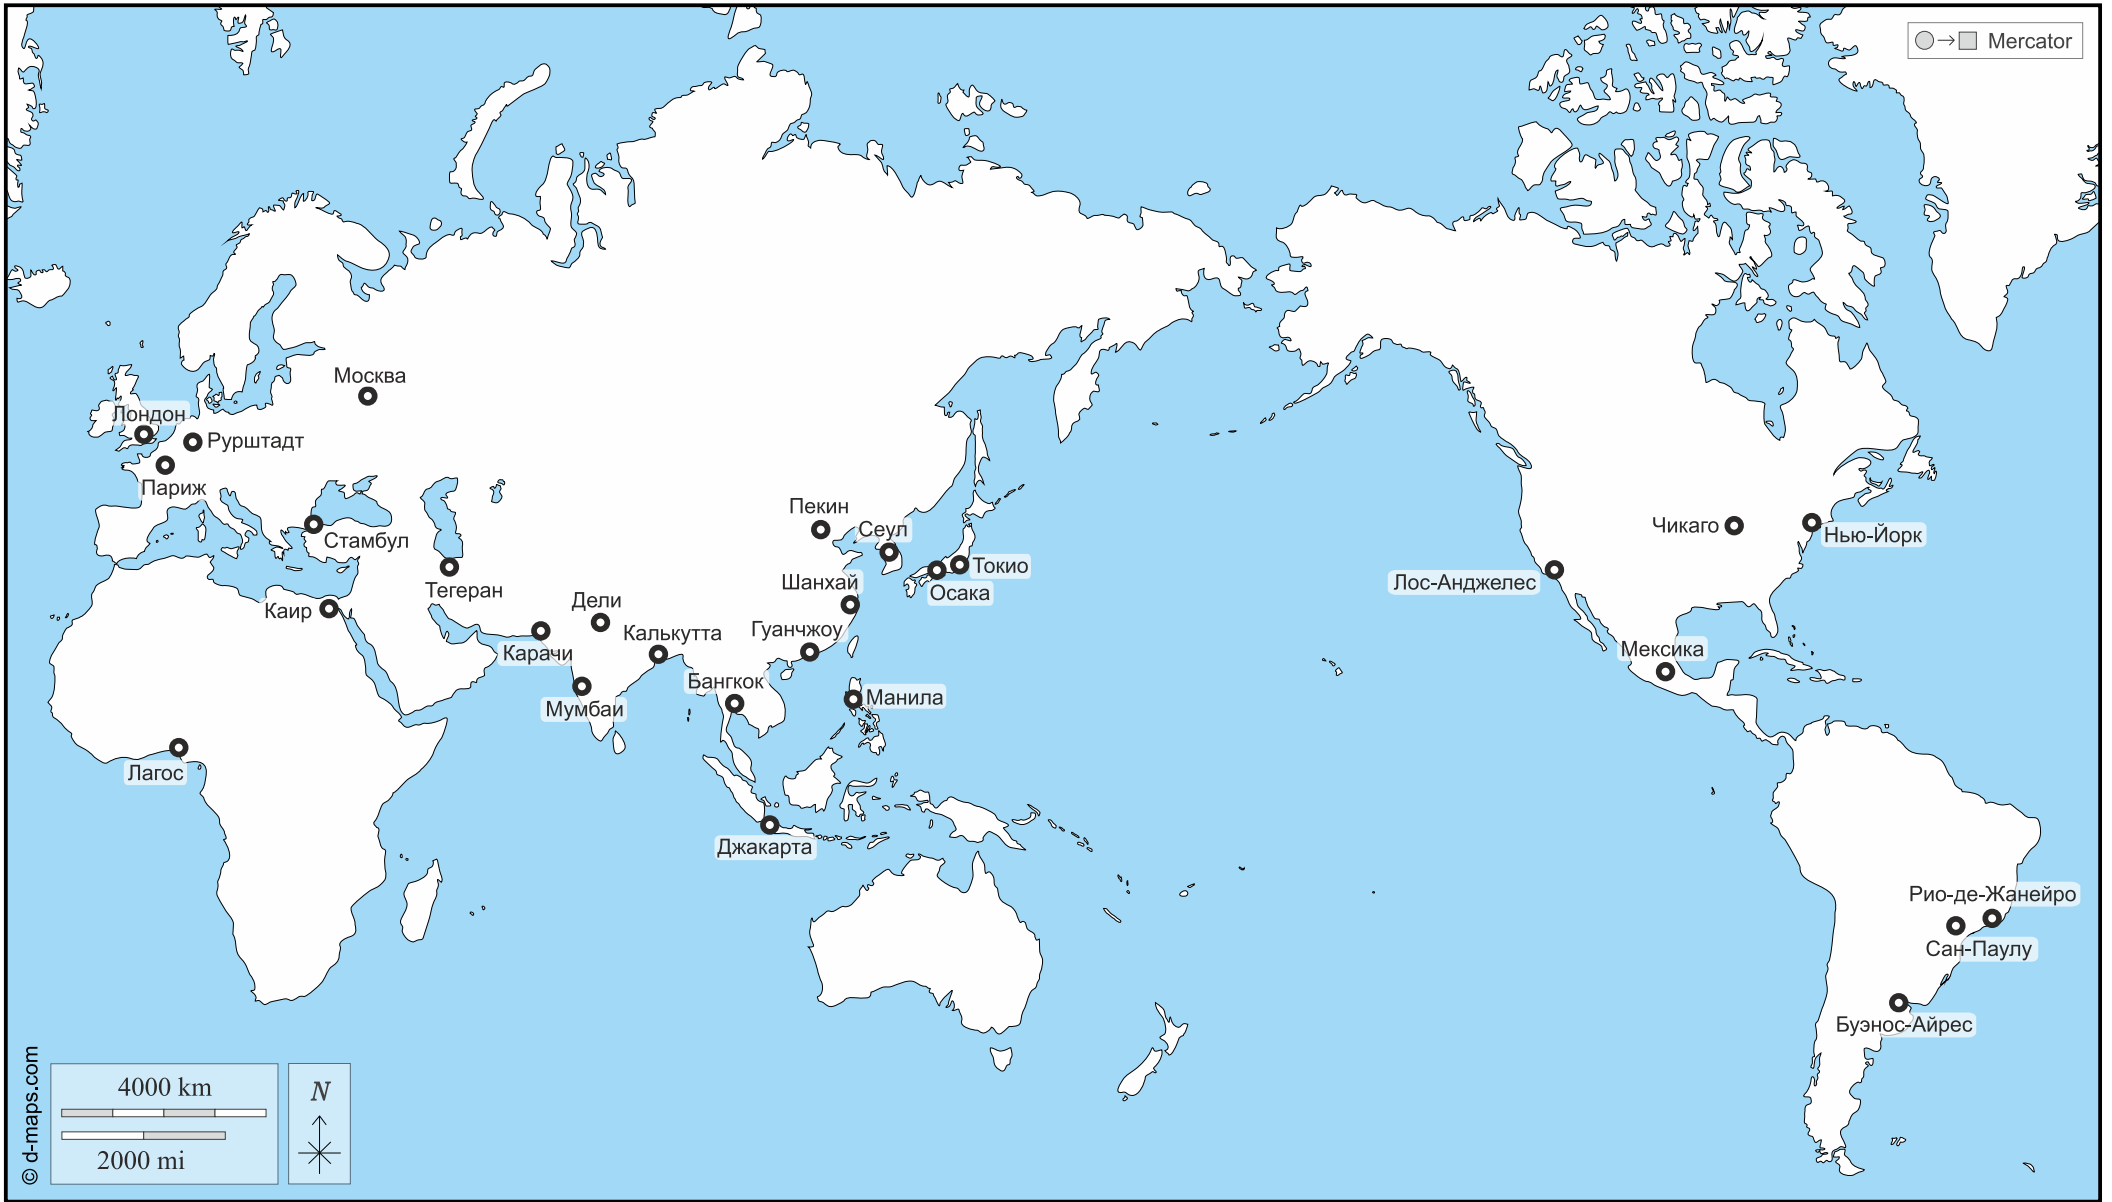 Mercator
Москва
Лондон
Рурштадт
Париж
Стамбул
Пекин
Сеул
Токио
Осака
Чикаго
Нью-Йорк
Лос-Анджелес
Тегеран
Шанхай
Каир
Дели
Карачи
Калькутта
Гуанчжоу
Мексика
Мумбаи
Бангкок
Манила
Лагос
Джакарта
Рио-де-Жанейро
Сан-Паулу
Буэнос-Айрес
4000 km
2000 mi
N
© d-maps.com